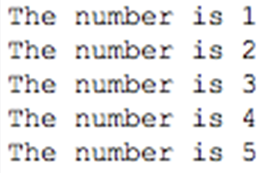 The number is 1
The number is 2
The number is 3
The number is 4
The number is 5